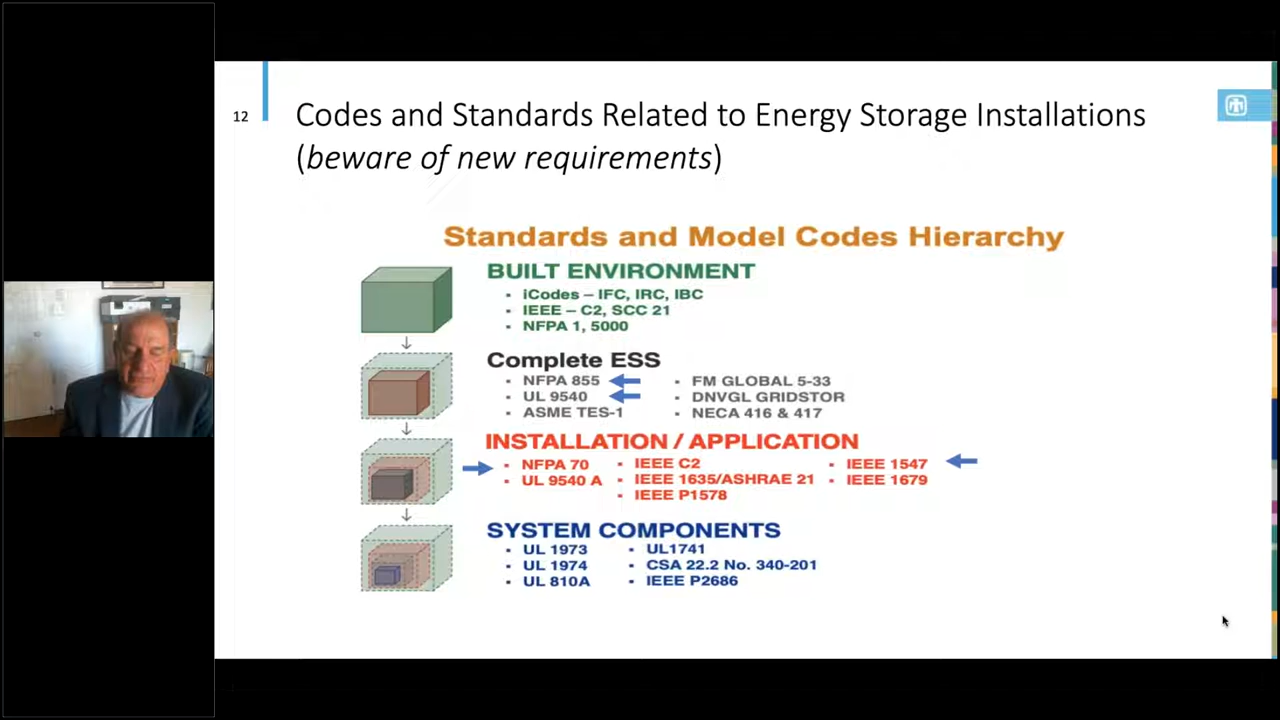 12
Codes and Standards Related to Energy Storage Installations
(beware of new requirements)
Standards and Model Codes Hierarchy
BUILT ENVIRONMENT
▪ iCodes – IFC, IRC, IBC
▪ IEEE – C2, SCC 21
▪ NFPA 1, 5000
Complete ESS
▪ NFPA 855 ▪ FM GLOBAL 5-33
▪ UL 9540 ▪ DNVGL GRIDSTOR
▪ ASME TES-1 ▪ NECA 416 & 417
INSTALLATION / APPLICATION
▪ NFPA 70 ▪ IEEE C2 ▪ IEEE 1547
▪ UL 9540 A ▪ IEEE 1635/ASHRAE 21 ▪ IEEE 1679
▪ IEEE P1578
SYSTEM COMPONENTS
▪ UL 1973 ▪ UL1741
▪ UL 1974 ▪ CSA 22.2 No. 340-201
▪ UL 810A ▪ IEEE P2686